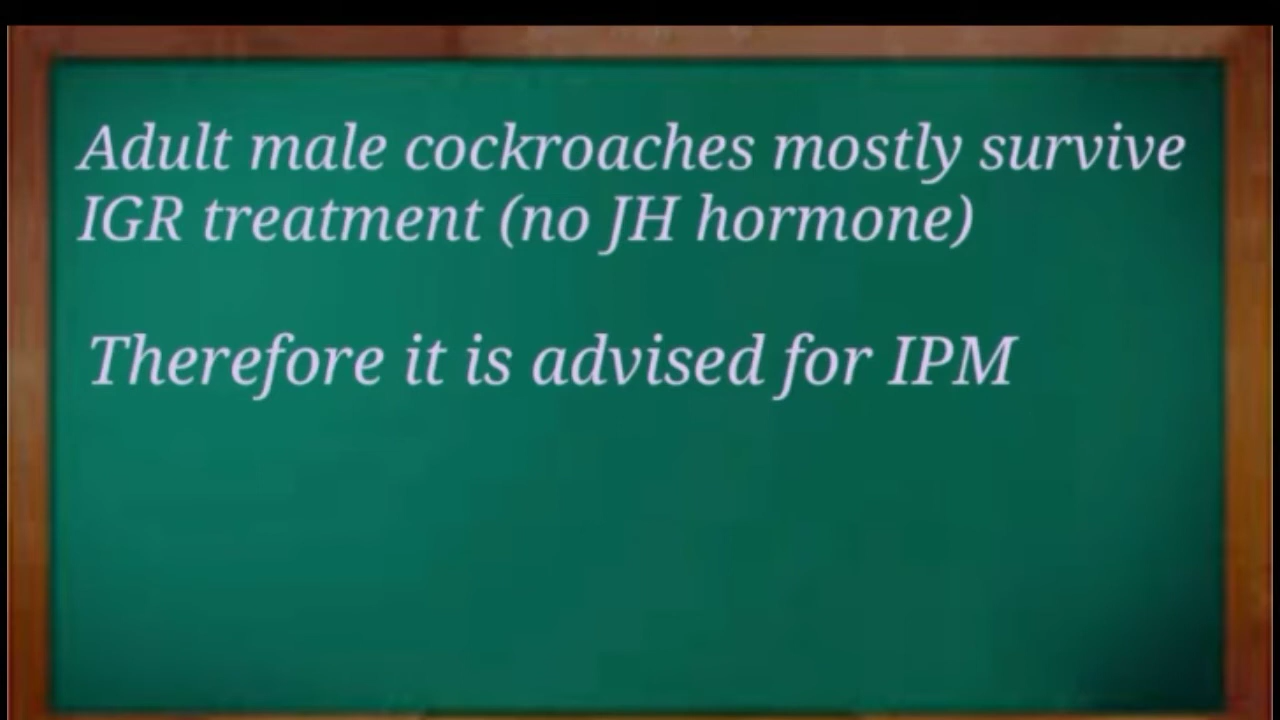 Adult male cockroaches mostly survive
IGR treatment (no JH hormone)
Therefore it is advised for IPM